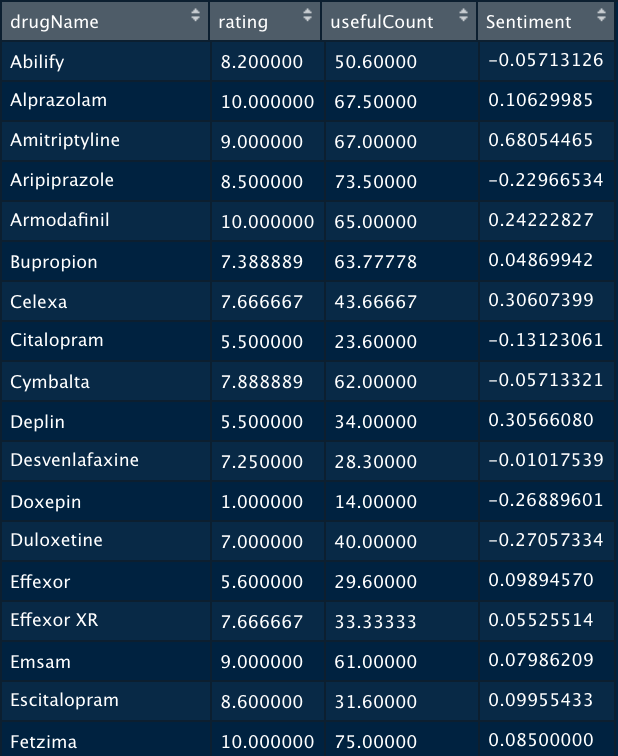 drugName rating usefulCount Sentiment
Abilify 8.200000 50.60000 -0.05713126
Alprazolam 10.000000 67.50000 0.10629985
Amitriptyline 9.000000 67.00000 0.68054465
Aripiprazole 8.500000 73.50000 -0.22966534
Armodafinil 10.000000 65.00000 0.24222827
Bupropion 7.388889 63.77778 0.04869942
Celexa 7.666667 43.66667 0.30607399
Citalopram 5.500000 23.60000 -0.13123061
Cymbalta 7.888889 62.00000 -0.05713321
Deplin 5.500000 34.00000 0.30566080
Desvenlafaxine 7.250000 28.30000 -0.01017539
Doxepin 1.000000 14.00000 -0.26889601
Duloxetine 7.000000 40.00000 -0.27057334
Effexor 5.600000 29.60000 0.09894570
Effexor XR 7.666667 33.33333 0.05525514
Emsam 9.000000 61.00000 0.07986209
Escitalopram 8.600000 31.60000 0.09955433
Fetzima 10.000000 75.00000 0.08500000